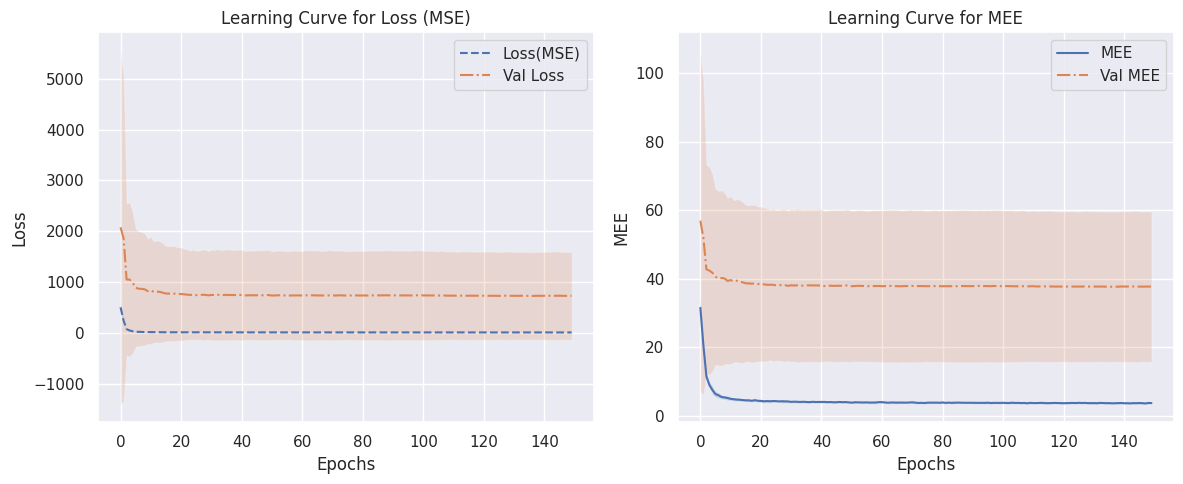 Learning Curve for Loss (MSE)
Loss(MSE)
Val Loss
5000
4000
3000
2000
1000
0
−1000
Loss
0 20 40 60 80 100 120 140
Epochs
Learning Curve for MEE
MEE
Val MEE
100
80
60
40
20
0
MEE
0 20 40 60 80 100 120 140
Epochs